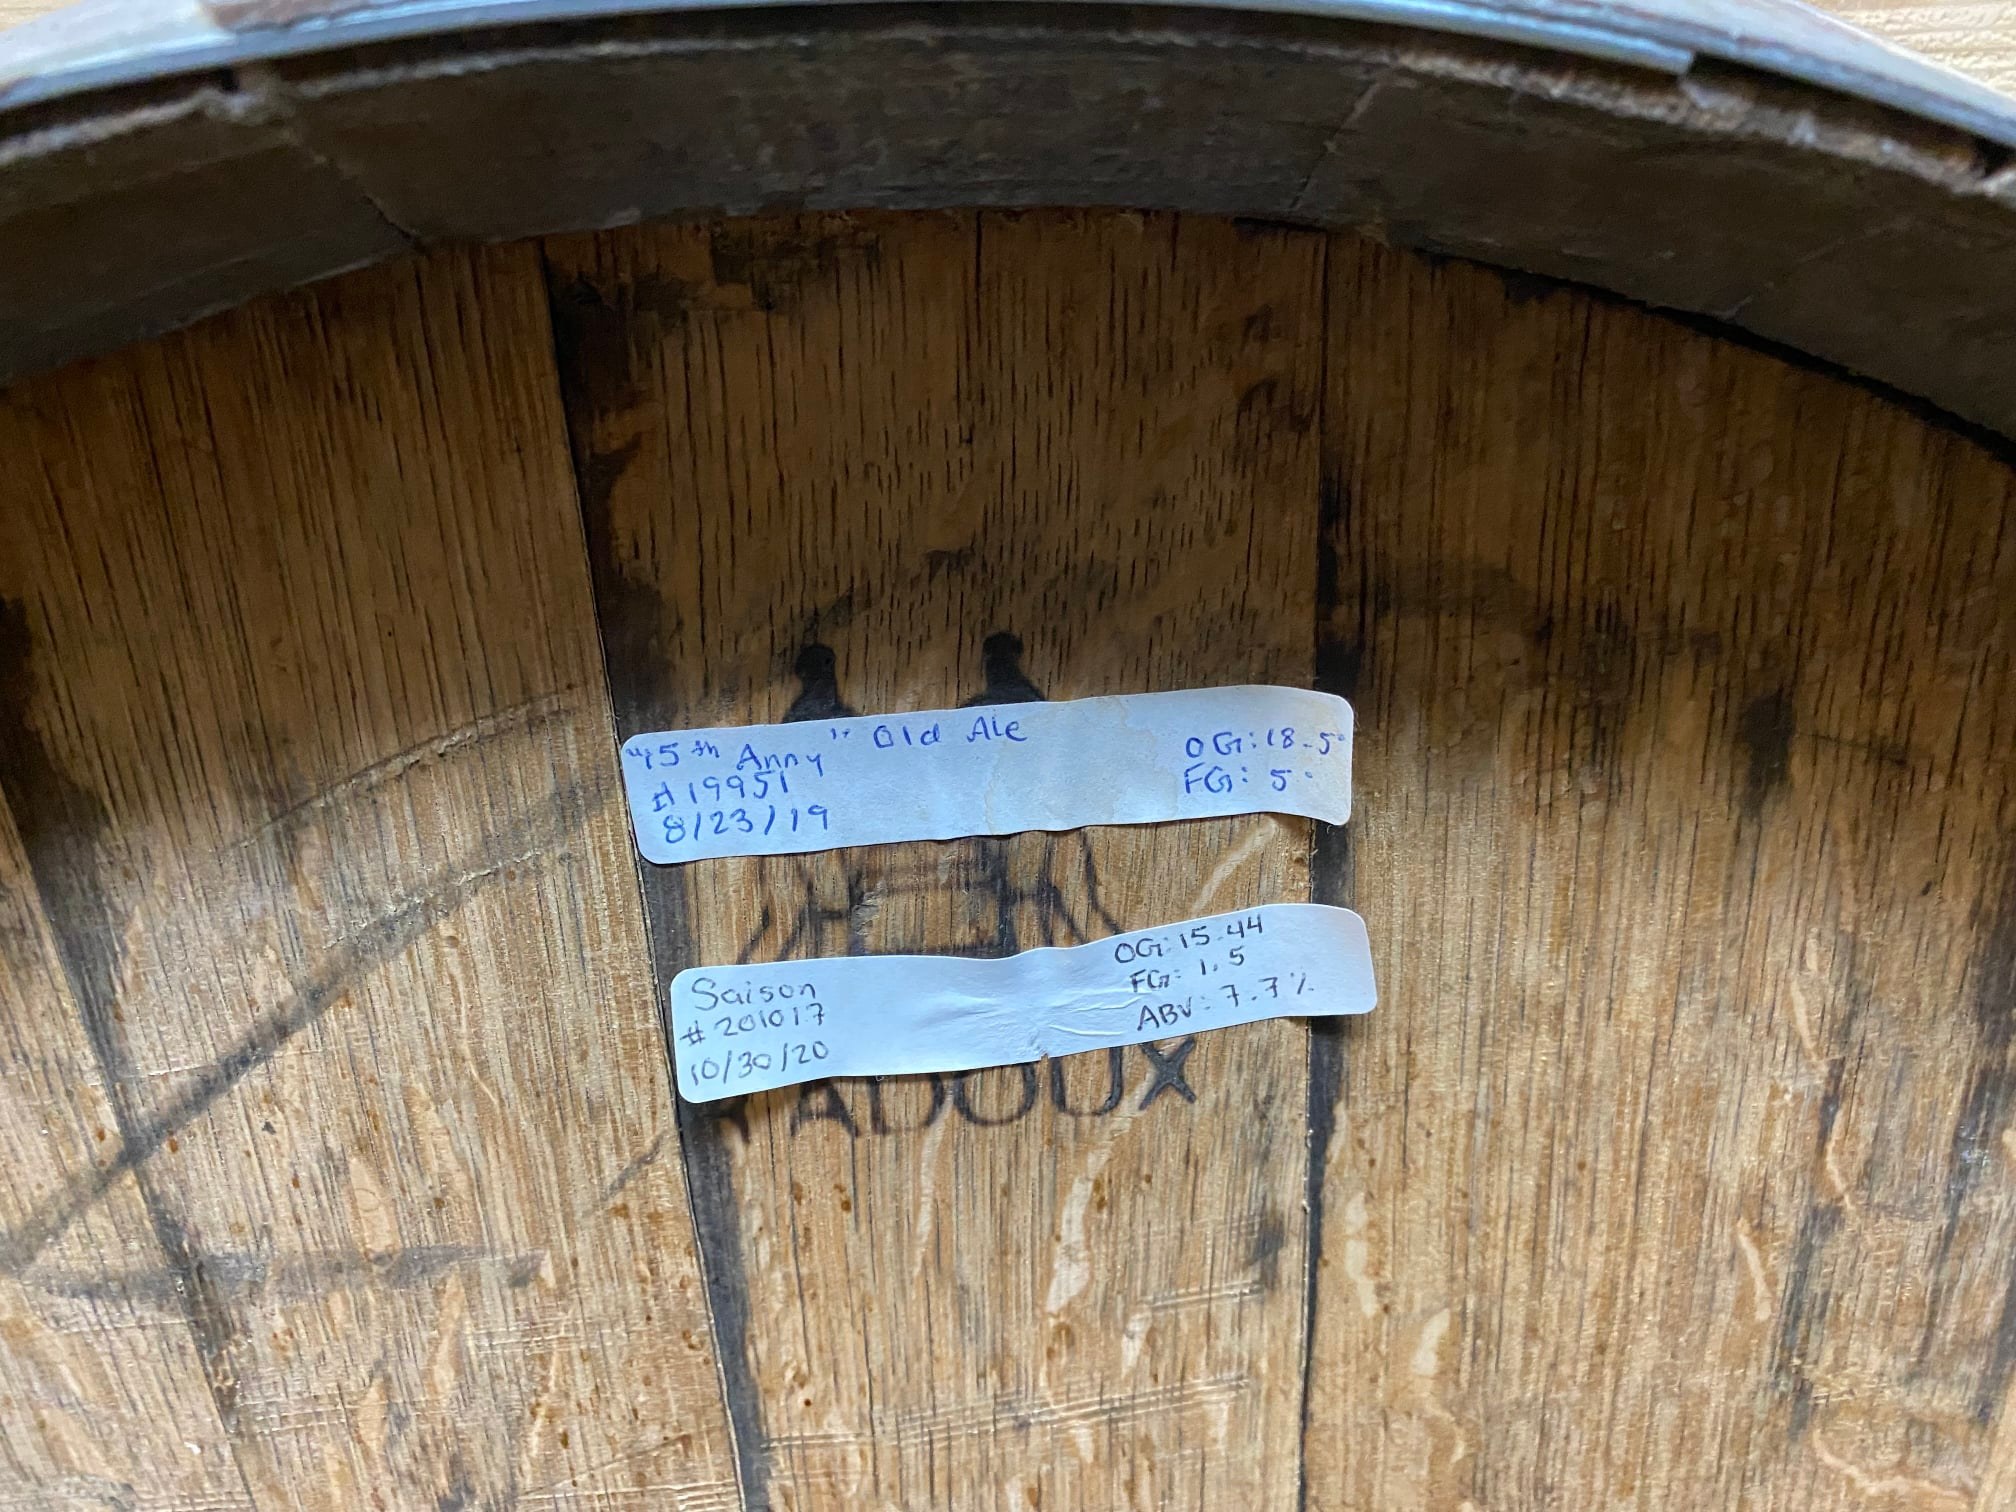 "15th Anny" Old Ale
#19951
8/23/19
OG: 18.5°
FG: 5°
Saison
#201017
10/30/20
OG: 15.44
FG: 1.5
ABV: 7.7%
ADOUX